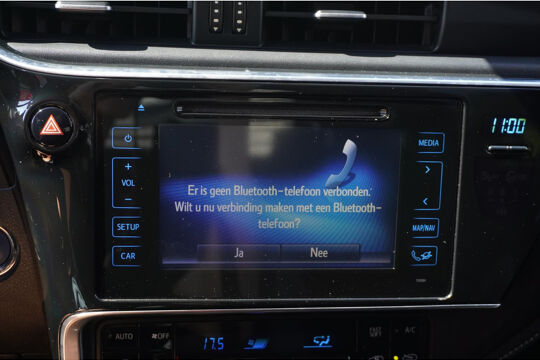 MEDIA
11:00
VOL
Er is geen Bluetooth-telefoon verbonden.
Wilt u nu verbinding maken met een Bluetooth-
telefoon?
SETUP
MAP/NAV
CAR
Ja
Nee
AUTO
OFF
17.5
A/C